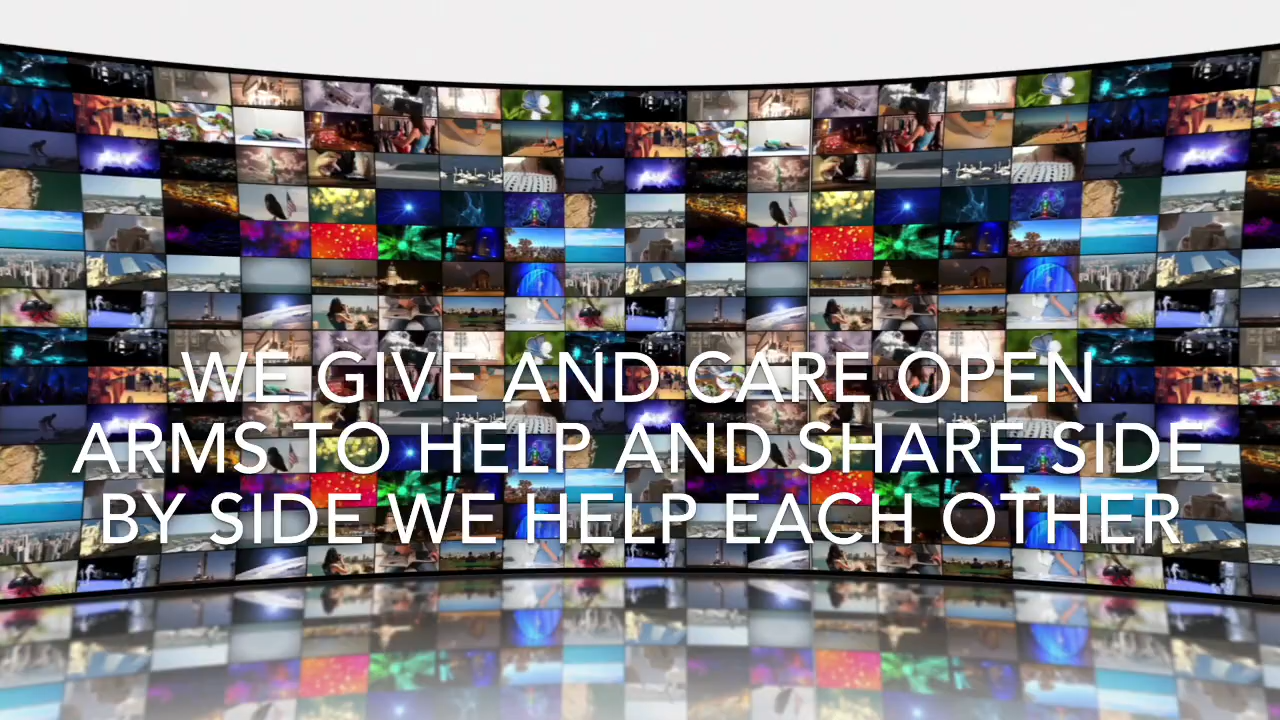 WE GIVE AND CARE OPEN
ARMS TO HELP AND SHARE SIDE
BY SIDE WE HELP EACH OTHER